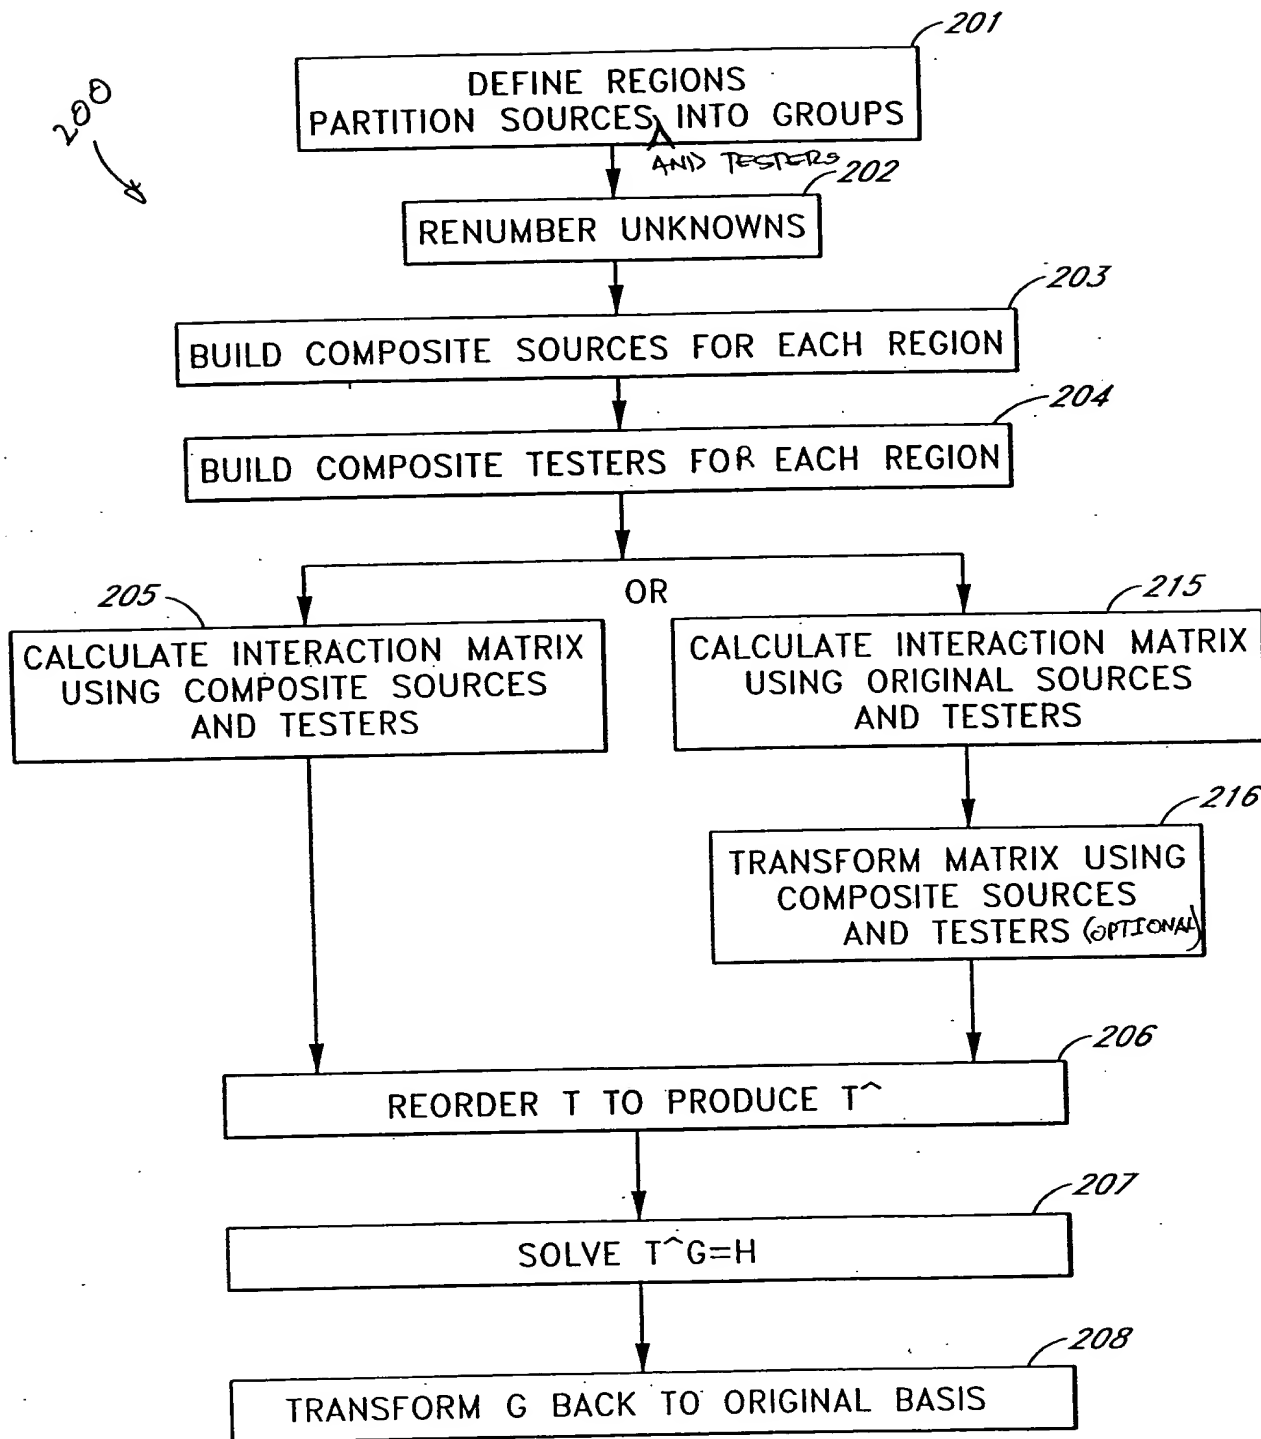 201
200
DEFINE REGIONS
PARTITION SOURCES INTO GROUPS
AND TESTERS
202
RENUMBER UNKNOWNS
203
BUILD COMPOSITE SOURCES FOR EACH REGION
204
BUILD COMPOSITE TESTERS FOR EACH REGION
OR
205
CALCULATE INTERACTION MATRIX
USING COMPOSITE SOURCES
AND TESTERS
215
CALCULATE INTERACTION MATRIX
USING ORIGINAL SOURCES
AND TESTERS
216
TRANSFORM MATRIX USING
COMPOSITE SOURCES
AND TESTERS (OPTIONAL)
206
REORDER T TO PRODUCE T^
207
SOLVE T^G=H
208
TRANSFORM G BACK TO ORIGINAL BASIS